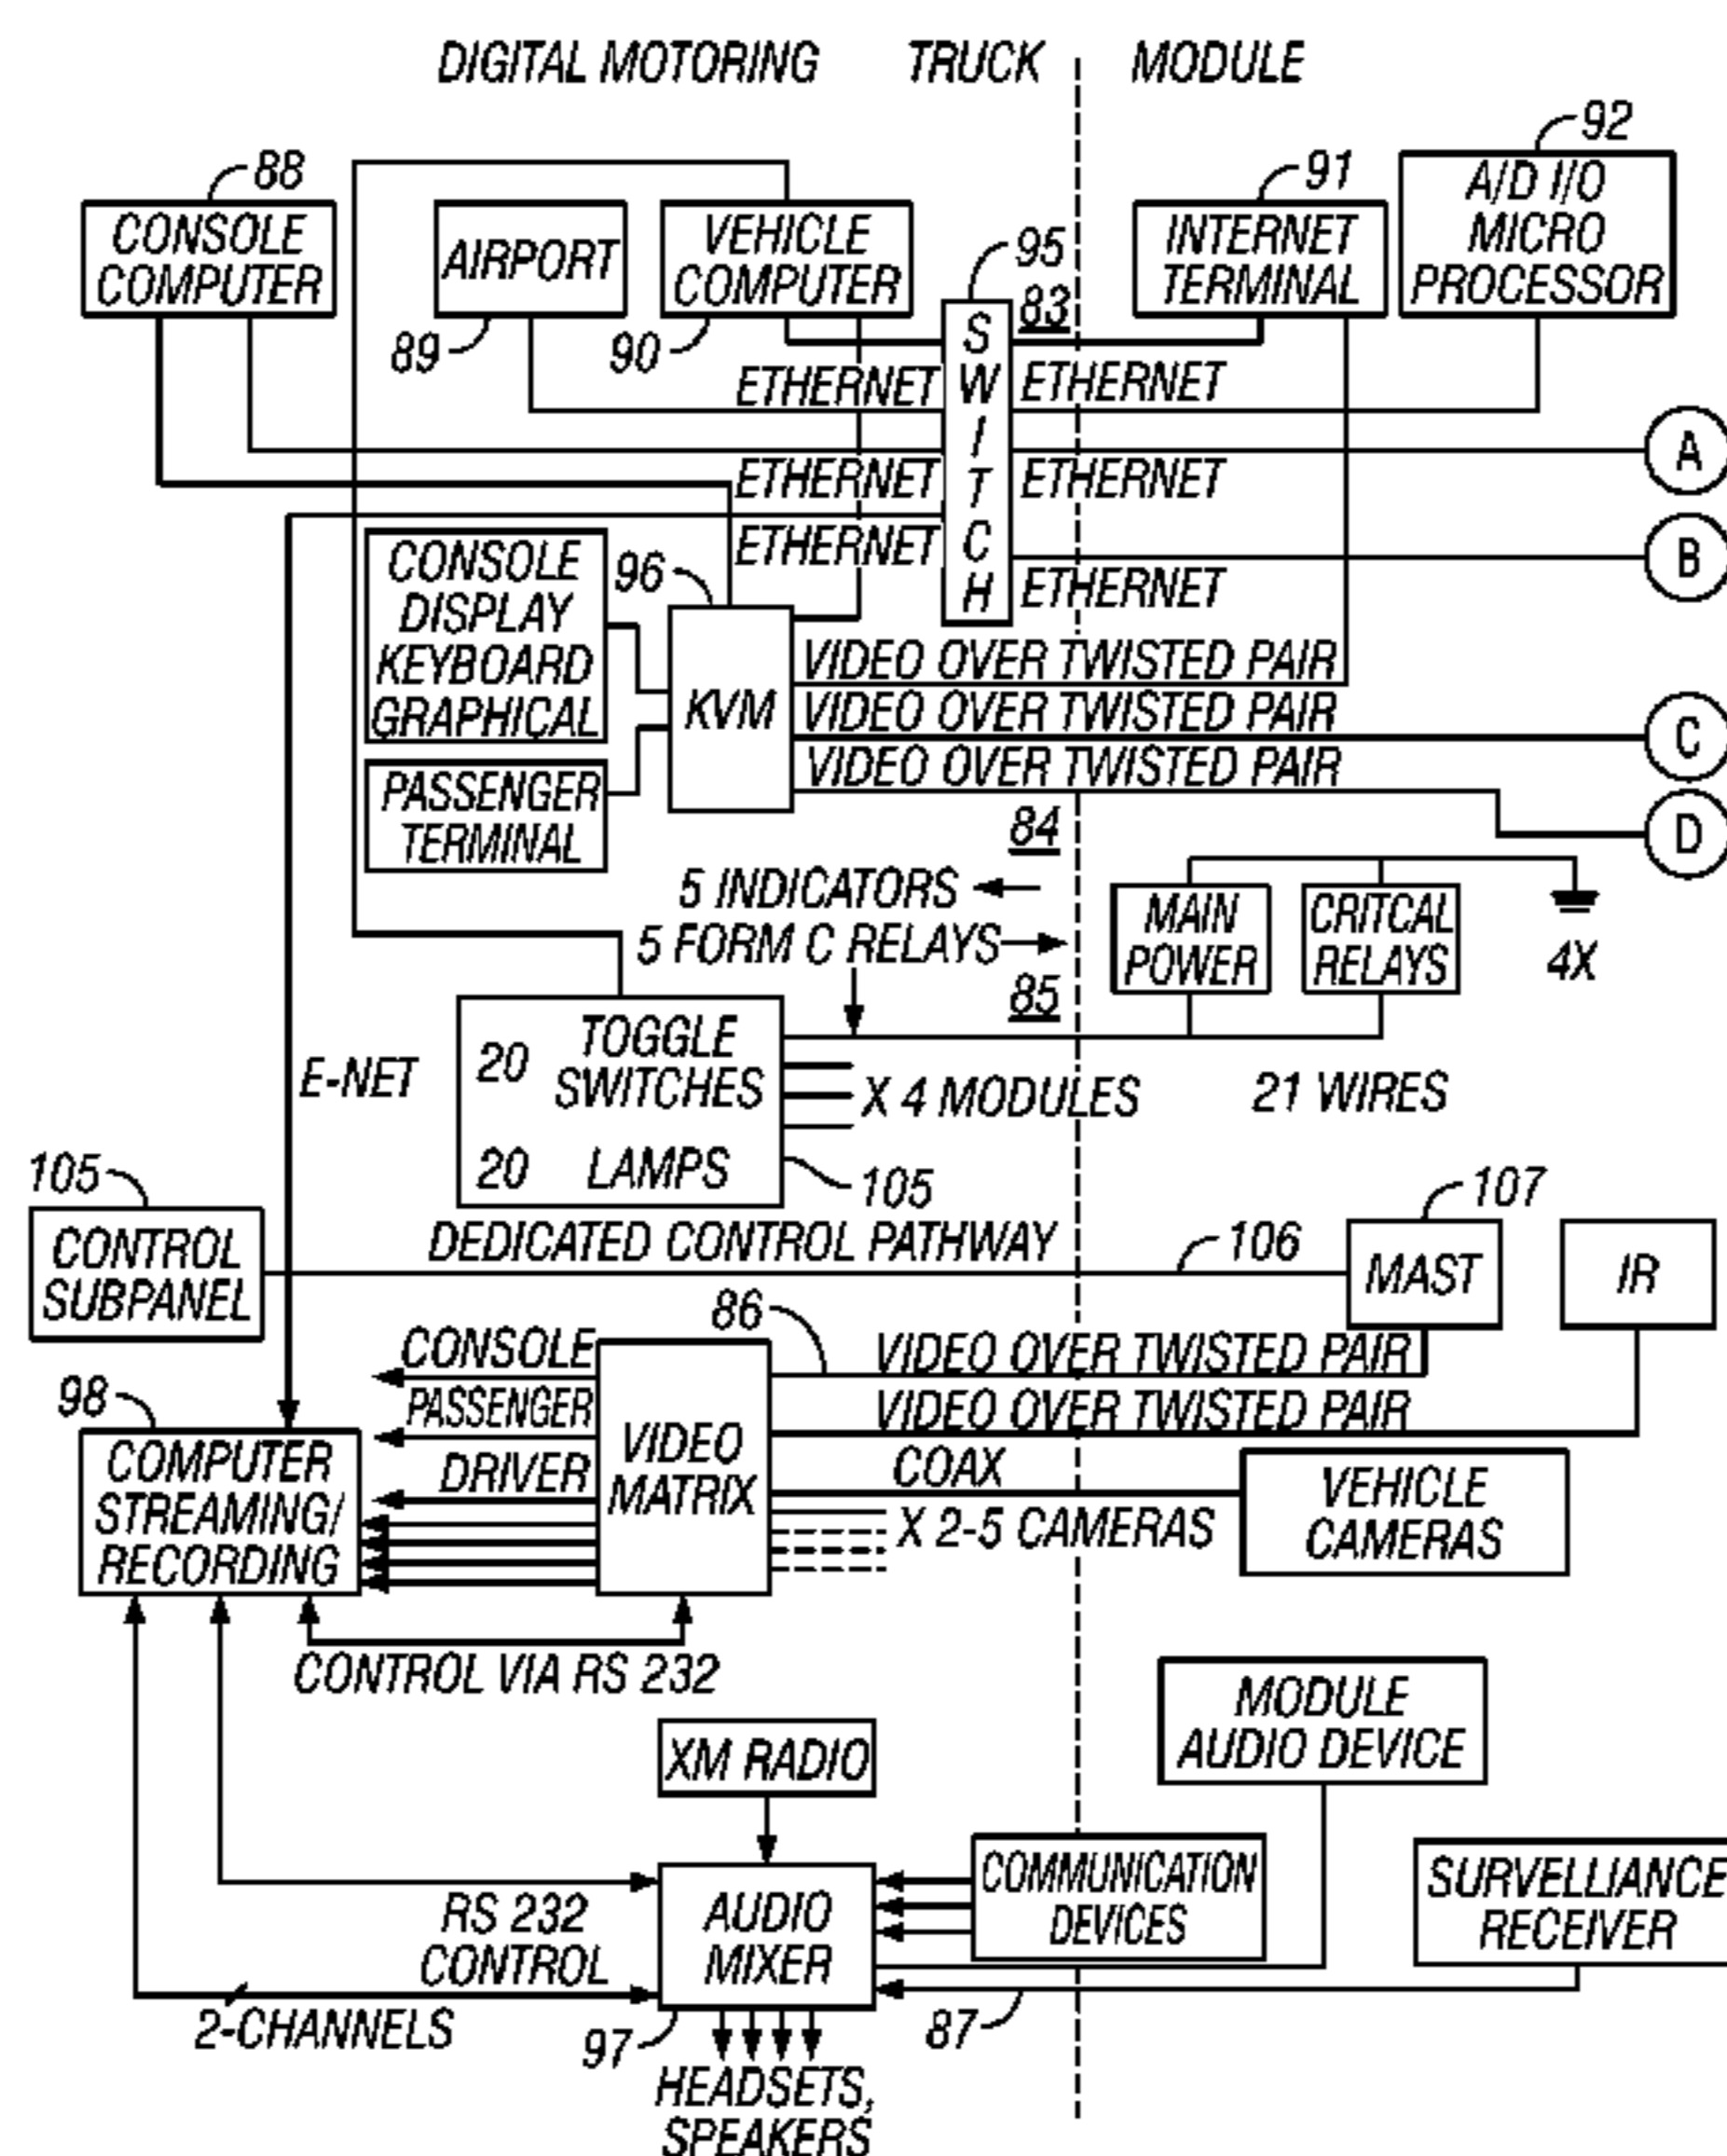 DIGITAL MOTORING TRUCK MODULE
92
88
91
A/D I/O
MICRO
PROCESSOR
CONSOLE
COMPUTER
AIRPORT
VEHICLE
COMPUTER
95
INTERNET
TERMINAL
83
89
90
SWITCH
ETHERNET
ETHERNET
A
ETHERNET
ETHERNET
ETHERNET
B
ETHERNET
CONSOLE
DISPLAY
KEYBOARD
GRAPHICAL
96
KVM
VIDEO OVER TWISTED PAIR
VIDEO OVER TWISTED PAIR
C
VIDEO OVER TWISTED PAIR
PASSENGER
TERMINAL
84
D
5 INDICATORS
5 FORM C RELAYS
MAIN
POWER
CRITCAL
RELAYS
4X
85
20 TOGGLE
SWITCHES
E-NET
X 4 MODULES
21 WIRES
20 LAMPS
105
105
107
CONTROL
SUBPANEL
DEDICATED CONTROL PATHWAY
106
MAST
IR
86
CONSOLE
VIDEO OVER TWISTED PAIR
PASSENGER
VIDEO OVER TWISTED PAIR
98
VIDEO
MATRIX
DRIVER
COAX
COMPUTER
STREAMING/
RECORDING
X 2-5 CAMERAS
VEHICLE
CAMERAS
CONTROL VIA RS 232
MODULE
AUDIO DEVICE
XM RADIO
COMMUNICATION
DEVICES
SURVELLIANCE
RECEIVER
RS 232
CONTROL
AUDIO
MIXER
2-CHANNELS
97
87
HEADSETS,
SPEAKERS